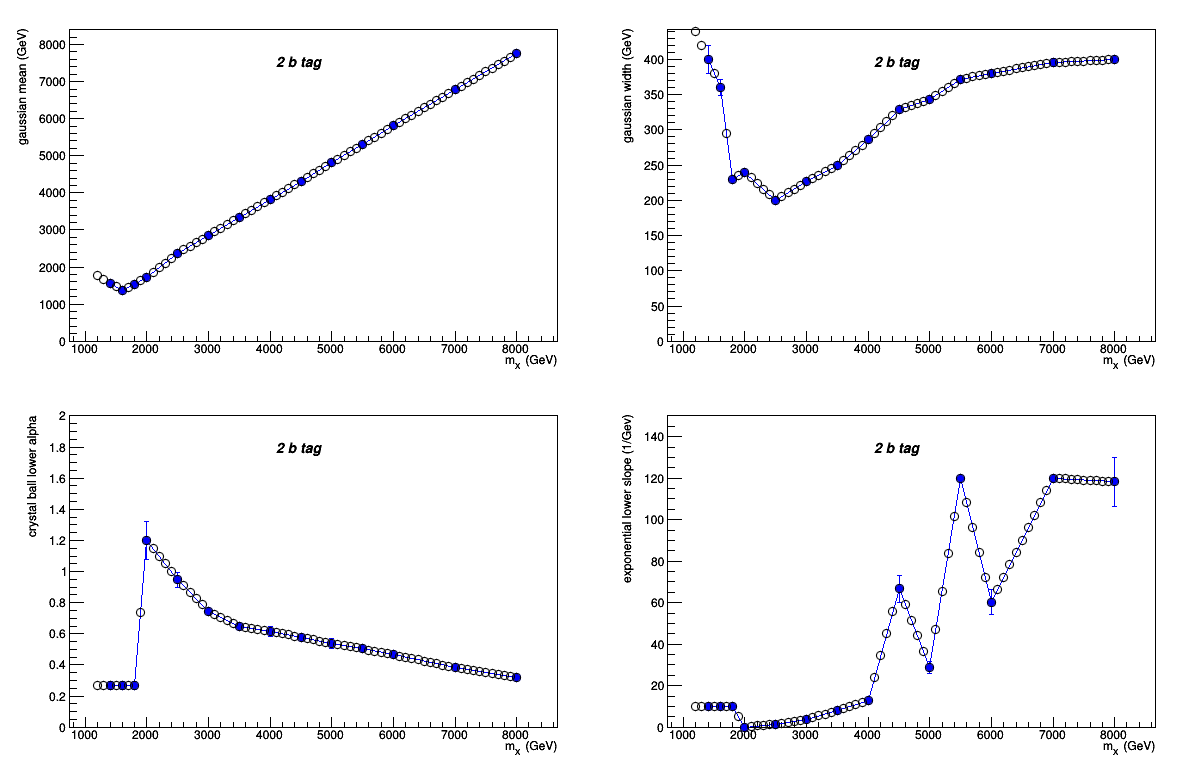 gaussian mean (GeV)
2 b tag
8000
7000
6000
5000
4000
3000
2000
1000
0
1000 2000 3000 4000 5000 6000 7000 8000
m_x (GeV)
gaussian width (GeV)
2 b tag
400
350
300
250
200
150
100
50
0
1000 2000 3000 4000 5000 6000 7000 8000
m_x (GeV)
crystal ball lower alpha
2 b tag
2
1.8
1.6
1.4
1.2
1
0.8
0.6
0.4
0.2
0
1000 2000 3000 4000 5000 6000 7000 8000
m_x (GeV)
exponential lower slope (1/Gev)
2 b tag
140
120
100
80
60
40
20
0
1000 2000 3000 4000 5000 6000 7000 8000
m_x (GeV)